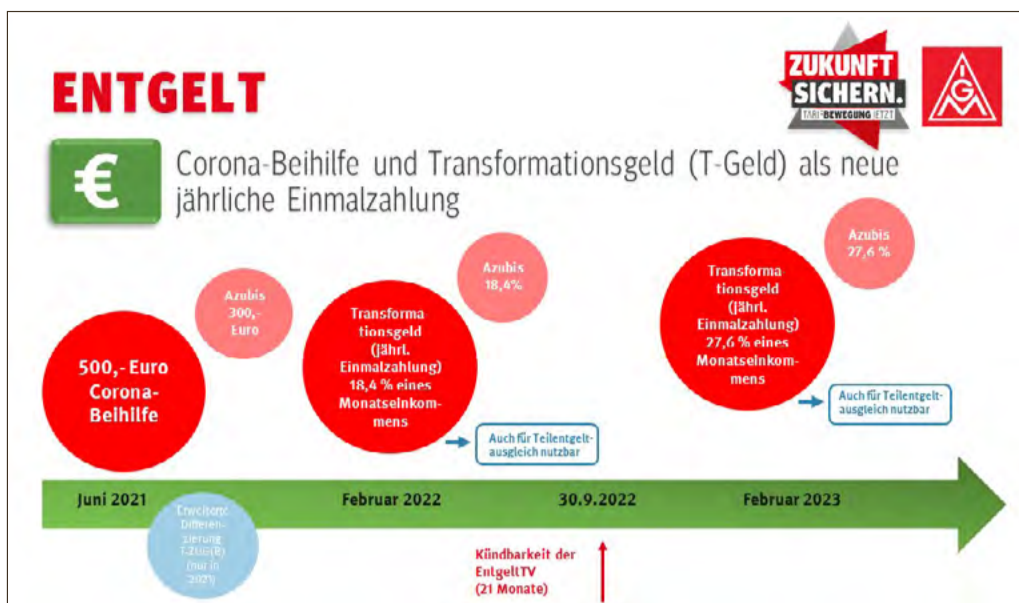 ENTGELT
ZUKUNFT
SICHERN.
TARIFBEWEGUNG JETZT
IGM
€
Corona-Beihilfe und Transformationsgeld (T-Geld) als neue
jährliche Einmalzahlung
Azubis
300,-
Euro
Azubis
18,4%
Azubis
27,6 %
500,- Euro
Corona-
Beihilfe
Transforma-
tionsgeld
(jährl.
Einmalzahlung)
18,4 % eines
Monatseinkom-
mens
Transforma-
tionsgeld
(jährl.
Einmalzahlung)
27,6 % eines
Monatseinkom-
mens
Auch für Teilentgelt-
ausgleich nutzbar
Auch für Teilentgelt-
ausgleich nutzbar
Juni 2021
Februar 2022
30.9.2022
Februar 2023
Erweiterte
Differen-
zierung
T-ZUG(B)
(nur in
2021)
Kündbarkeit der
EntgeltTV
(21 Monate)